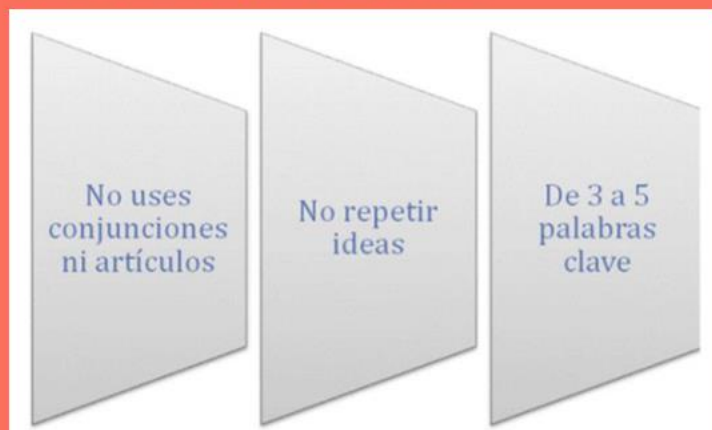 No uses
conjunciones
ni artículos
No repetir
ideas
De 3 a 5
palabras
clave